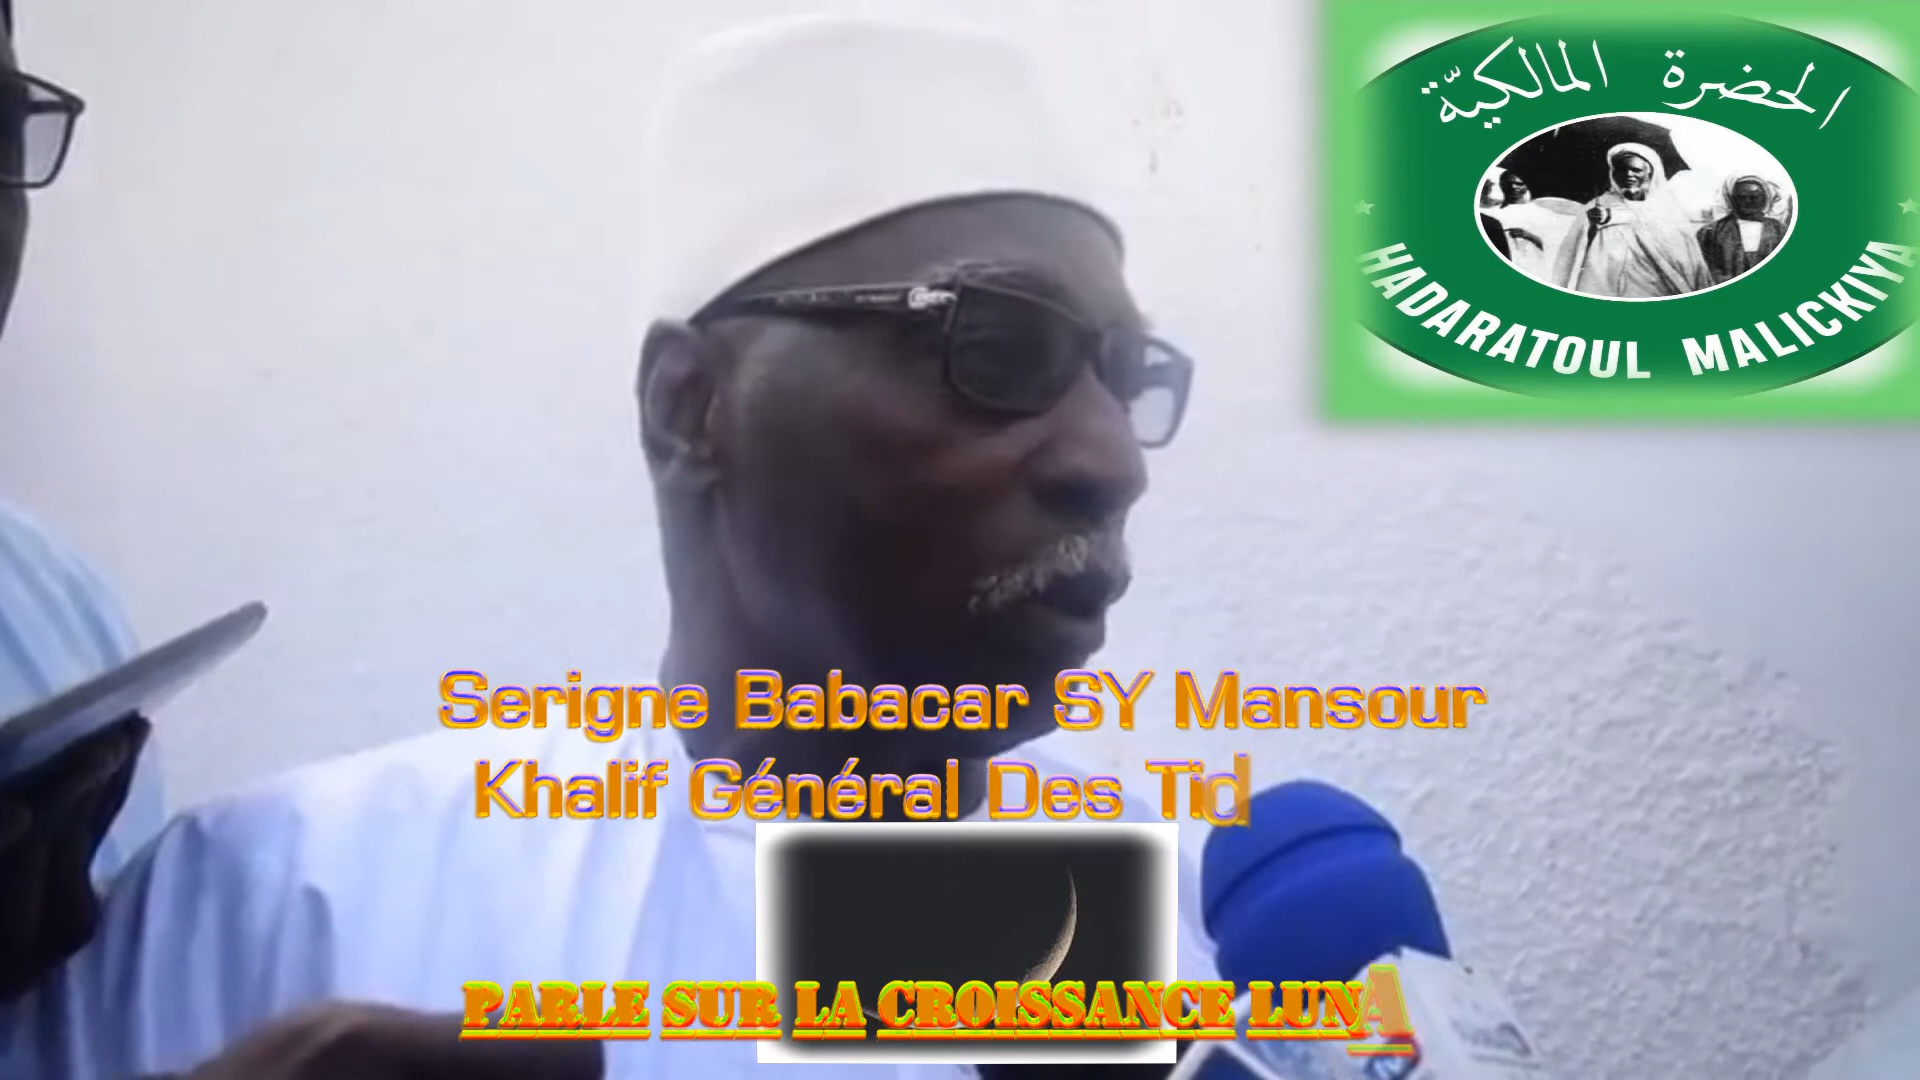 الحضرة المالكيّة
HADARATOUL MALICKIYA
Serigne Babacar SY Mansour
Khalif Général Des Tid
PARLE SUR LA CROISSANCE LUNA